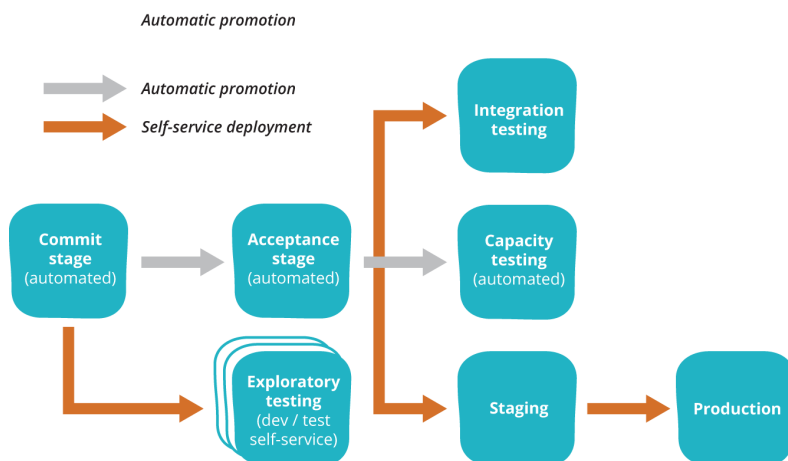 Automatic promotion
Automatic promotion
Self-service deployment
Integration
testing
Commit
stage
(automated)
Acceptance
stage
(automated)
Capacity
testing
(automated)
Exploratory
testing
(dev / test
self-service)
Staging
Production